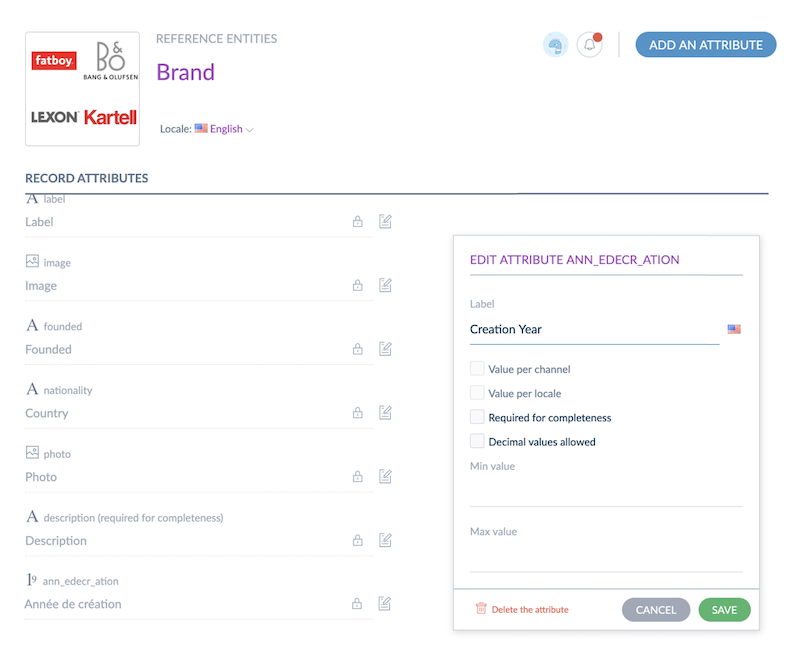 fatboy
B&O
BANG & OLUFSEN
LEXON
Kartell
REFERENCE ENTITIES
Brand
Locale: English
ADD AN ATTRIBUTE
RECORD ATTRIBUTES
A label
Label
image
Image
A founded
Founded
A nationality
Country
photo
Photo
A description (required for completeness)
Description
19 ann_edecr_ation
Année de création
EDIT ATTRIBUTE ANN_EDECR_ATION
Label
Creation Year
Value per channel
Value per locale
Required for completeness
Decimal values allowed
Min value
Max value
Delete the attribute
CANCEL
SAVE